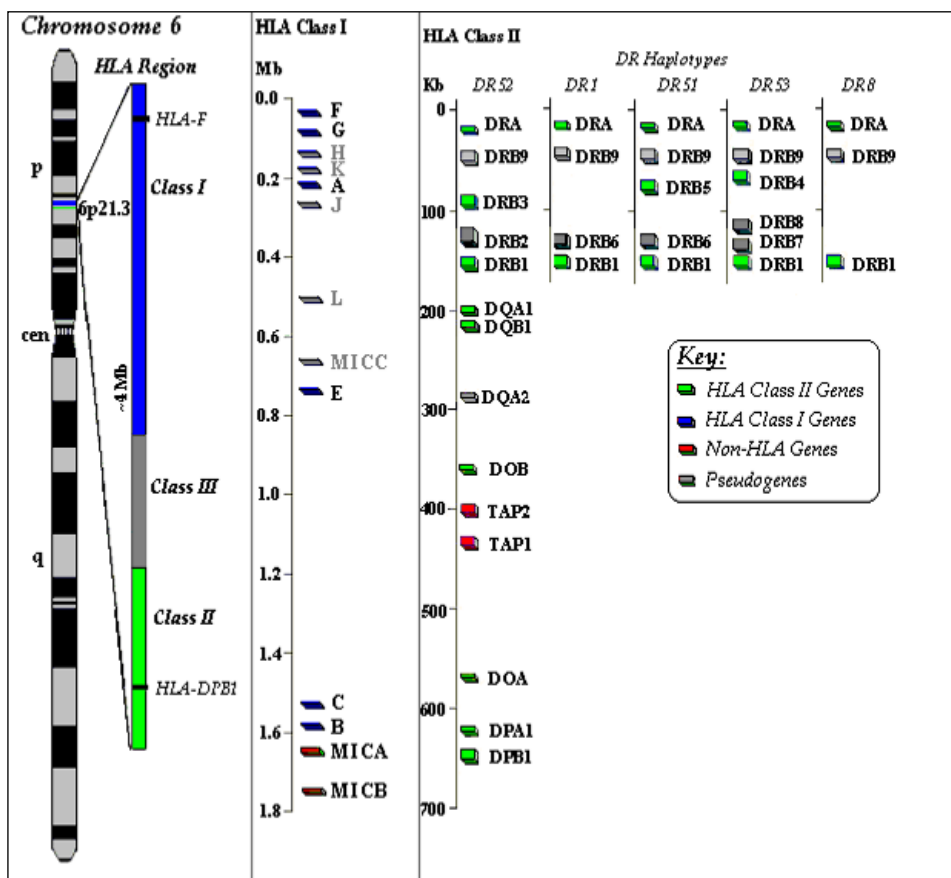 Chromosome 6
HLA Region
HLA-F
p
Class I
6p21.3
cen
~4 Mb
Class III
q
Class II
HLA-DPB1
HLA Class I
Mb
0.0
F
G
H
K
0.2
A
J
0.4
L
0.6
MICC
E
0.8
1.0
1.2
1.4
C
B
1.6
MICA
MICB
1.8
HLA Class II
DR Haplotypes
Kb DR52 DR1 DR51 DR53 DR8
0
DRA DRA DRA DRA DRA
DRB9 DRB9 DRB9 DRB9 DRB9
DRB5 DRB4
DRB3
100
DRB8
DRB2 DRB6 DRB6 DRB7
DRB1 DRB1 DRB1 DRB1 DRB1
200
DQA1
DQB1
300
DQA2
DOB
400
TAP2
TAP1
500
DOA
600
DPA1
DPB1
700
Key:
HLA Class II Genes
HLA Class I Genes
Non-HLA Genes
Pseudogenes